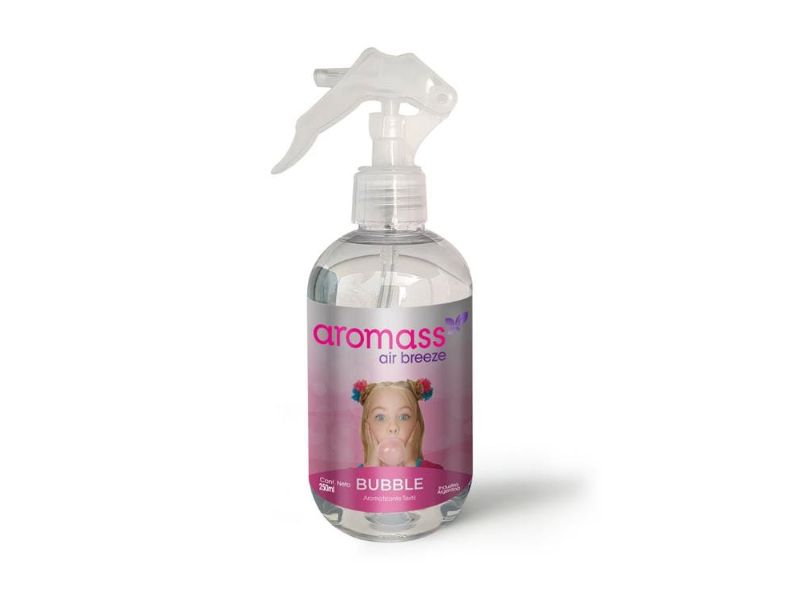 aromass
air breeze
Cont. Neto
250ml
BUBBLE
Aromatizante Textil
Industria
Argentina